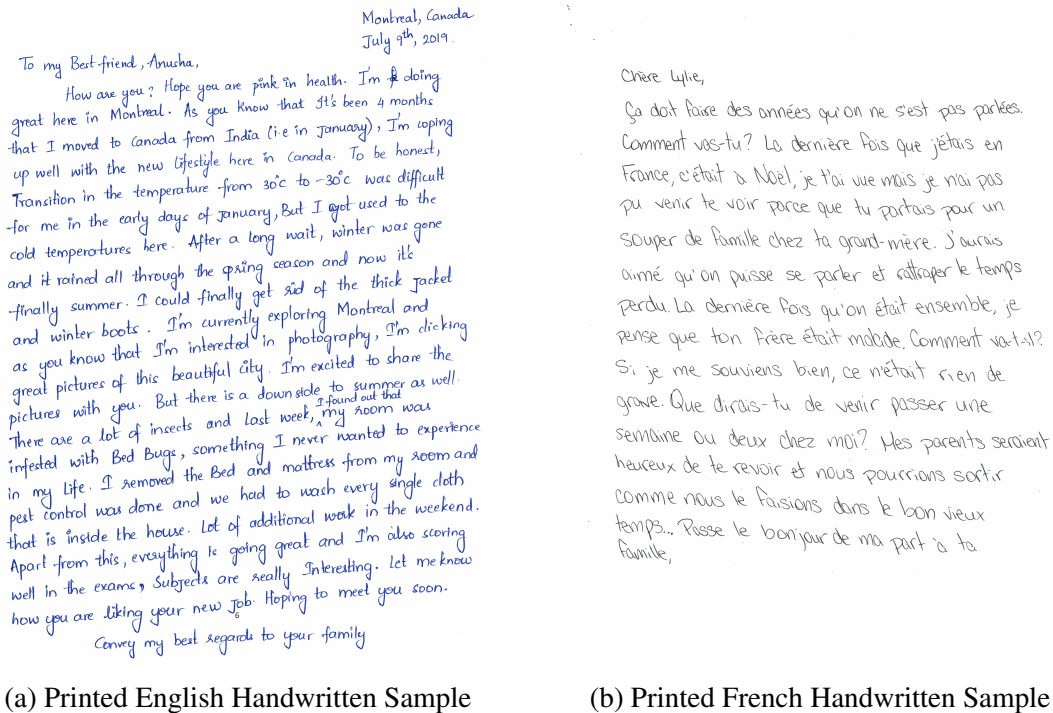 Montreal, Canada
July 9th, 2019.
To my Best friend, Anusha,
How are you? Hope you are pink in health. I'm doing
great here in Montreal. As you know that It's been 4 months
that I moved to Canada from India (i.e in January), I'm coping
up well with the new lifestyle here in Canada. To be honest,
Transition in the temperature from 30°c to -30°c was difficult
for me in the early days of January, But I got used to the
cold temperatures here. After a long wait, winter was gone
and it rained all through the spring season and now it's
finally summer. I could finally get rid of the thick Jacket
and winter boots. I'm currently exploring Montreal and
as you know that I'm interested in photography, I'm clicking
great pictures of this beautiful city. I'm excited to share the
pictures with you. But there is a down side to summer as well.
There are a lot of insects and Last week, I found out that my room was
infested with Bed Bugs, something I never wanted to experience
in my Life. I removed the Bed and mattress from my room and
pest control was done and we had to wash every single cloth
that is inside the house. Lot of additional work in the weekend.
Apart from this, everything Is going great and I'm also scoring
well in the exams, Subjects are really Interesting. Let me know
how you are liking your new Job. Hoping to meet you soon.
6
Convey my best regards to your family
(a) Printed English Handwritten Sample
Chère Lylie,
Ça doit faire des années qu'on ne s'est pas parlées.
Comment vas-tu? La dernière fois que j'étais en
France, c'était à Noël, je t'ai vue mais je n'ai pas
pu venir te voir parce que tu partais pour un
souper de famille chez ta grand-mère. J'aurais
aimé qu'on puisse se parler et rattraper le temps
perdu. La dernière fois qu'on était ensemble, je
pense que ton frère était malade. Comment va-t-il?
Si je me souviens bien, ce n'était rien de
grave. Que dirais-tu de venir passer une
semaine ou deux chez moi? Mes parents seraient
heureux de te revoir et nous pourrions sortir
comme nous le faisions dans le bon vieux
temps... Passe le bonjour de ma part à ta
famille,
(b) Printed French Handwritten Sample